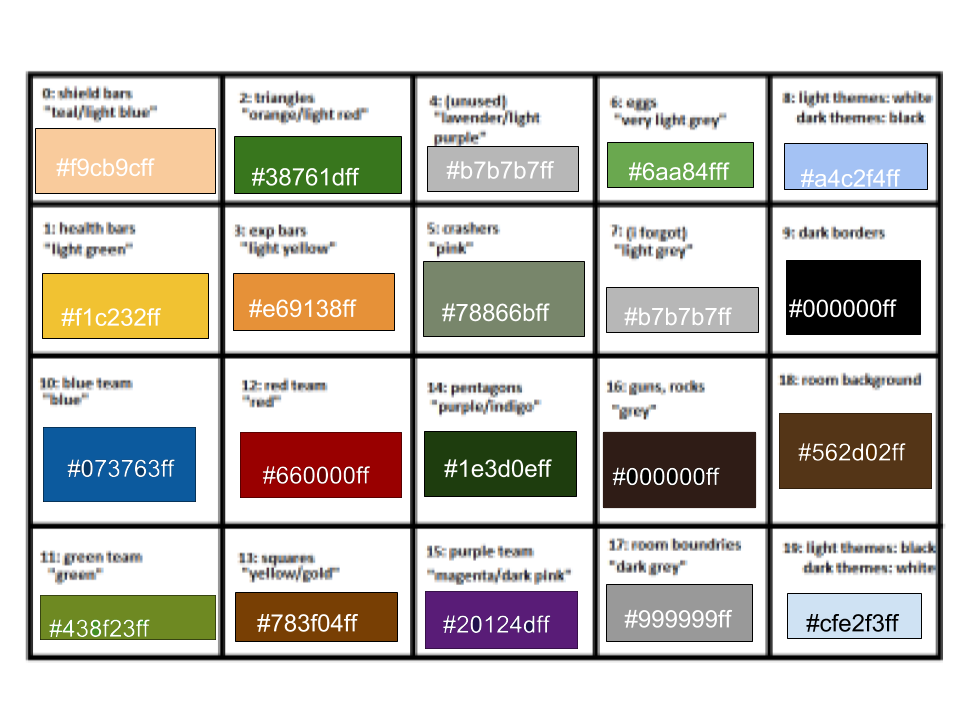 0: shield bars
"teal/light blue"
#f9cb9cff
2: triangles
"orange/light red"
#38761dff
4: (unused)
"lavender/light
purple"
#b7b7b7ff
6: eggs
"very light grey"
#6aa84fff
8: light themes: white
dark themes: black
#a4c2f4ff
1: health bars
"light green"
#f1c232ff
3: exp bars
"light yellow"
#e69138ff
5: crashers
"pink"
#78866bff
7: (i forgot)
"light grey"
#b7b7b7ff
9: dark borders
#000000ff
10: blue team
"blue"
#073763ff
12: red team
"red"
#660000ff
14: pentagons
"purple/indigo"
#1e3d0eff
16: guns, rocks
"grey"
#000000ff
18: room background
#562d02ff
11: green team
"green"
#438f23ff
13: squares
"yellow/gold"
#783f04ff
15: purple team
"magenta/dark pink"
#20124dff
17: room boundries
"dark grey"
#999999ff
19: light themes: black
dark themes: white
#cfe2f3ff